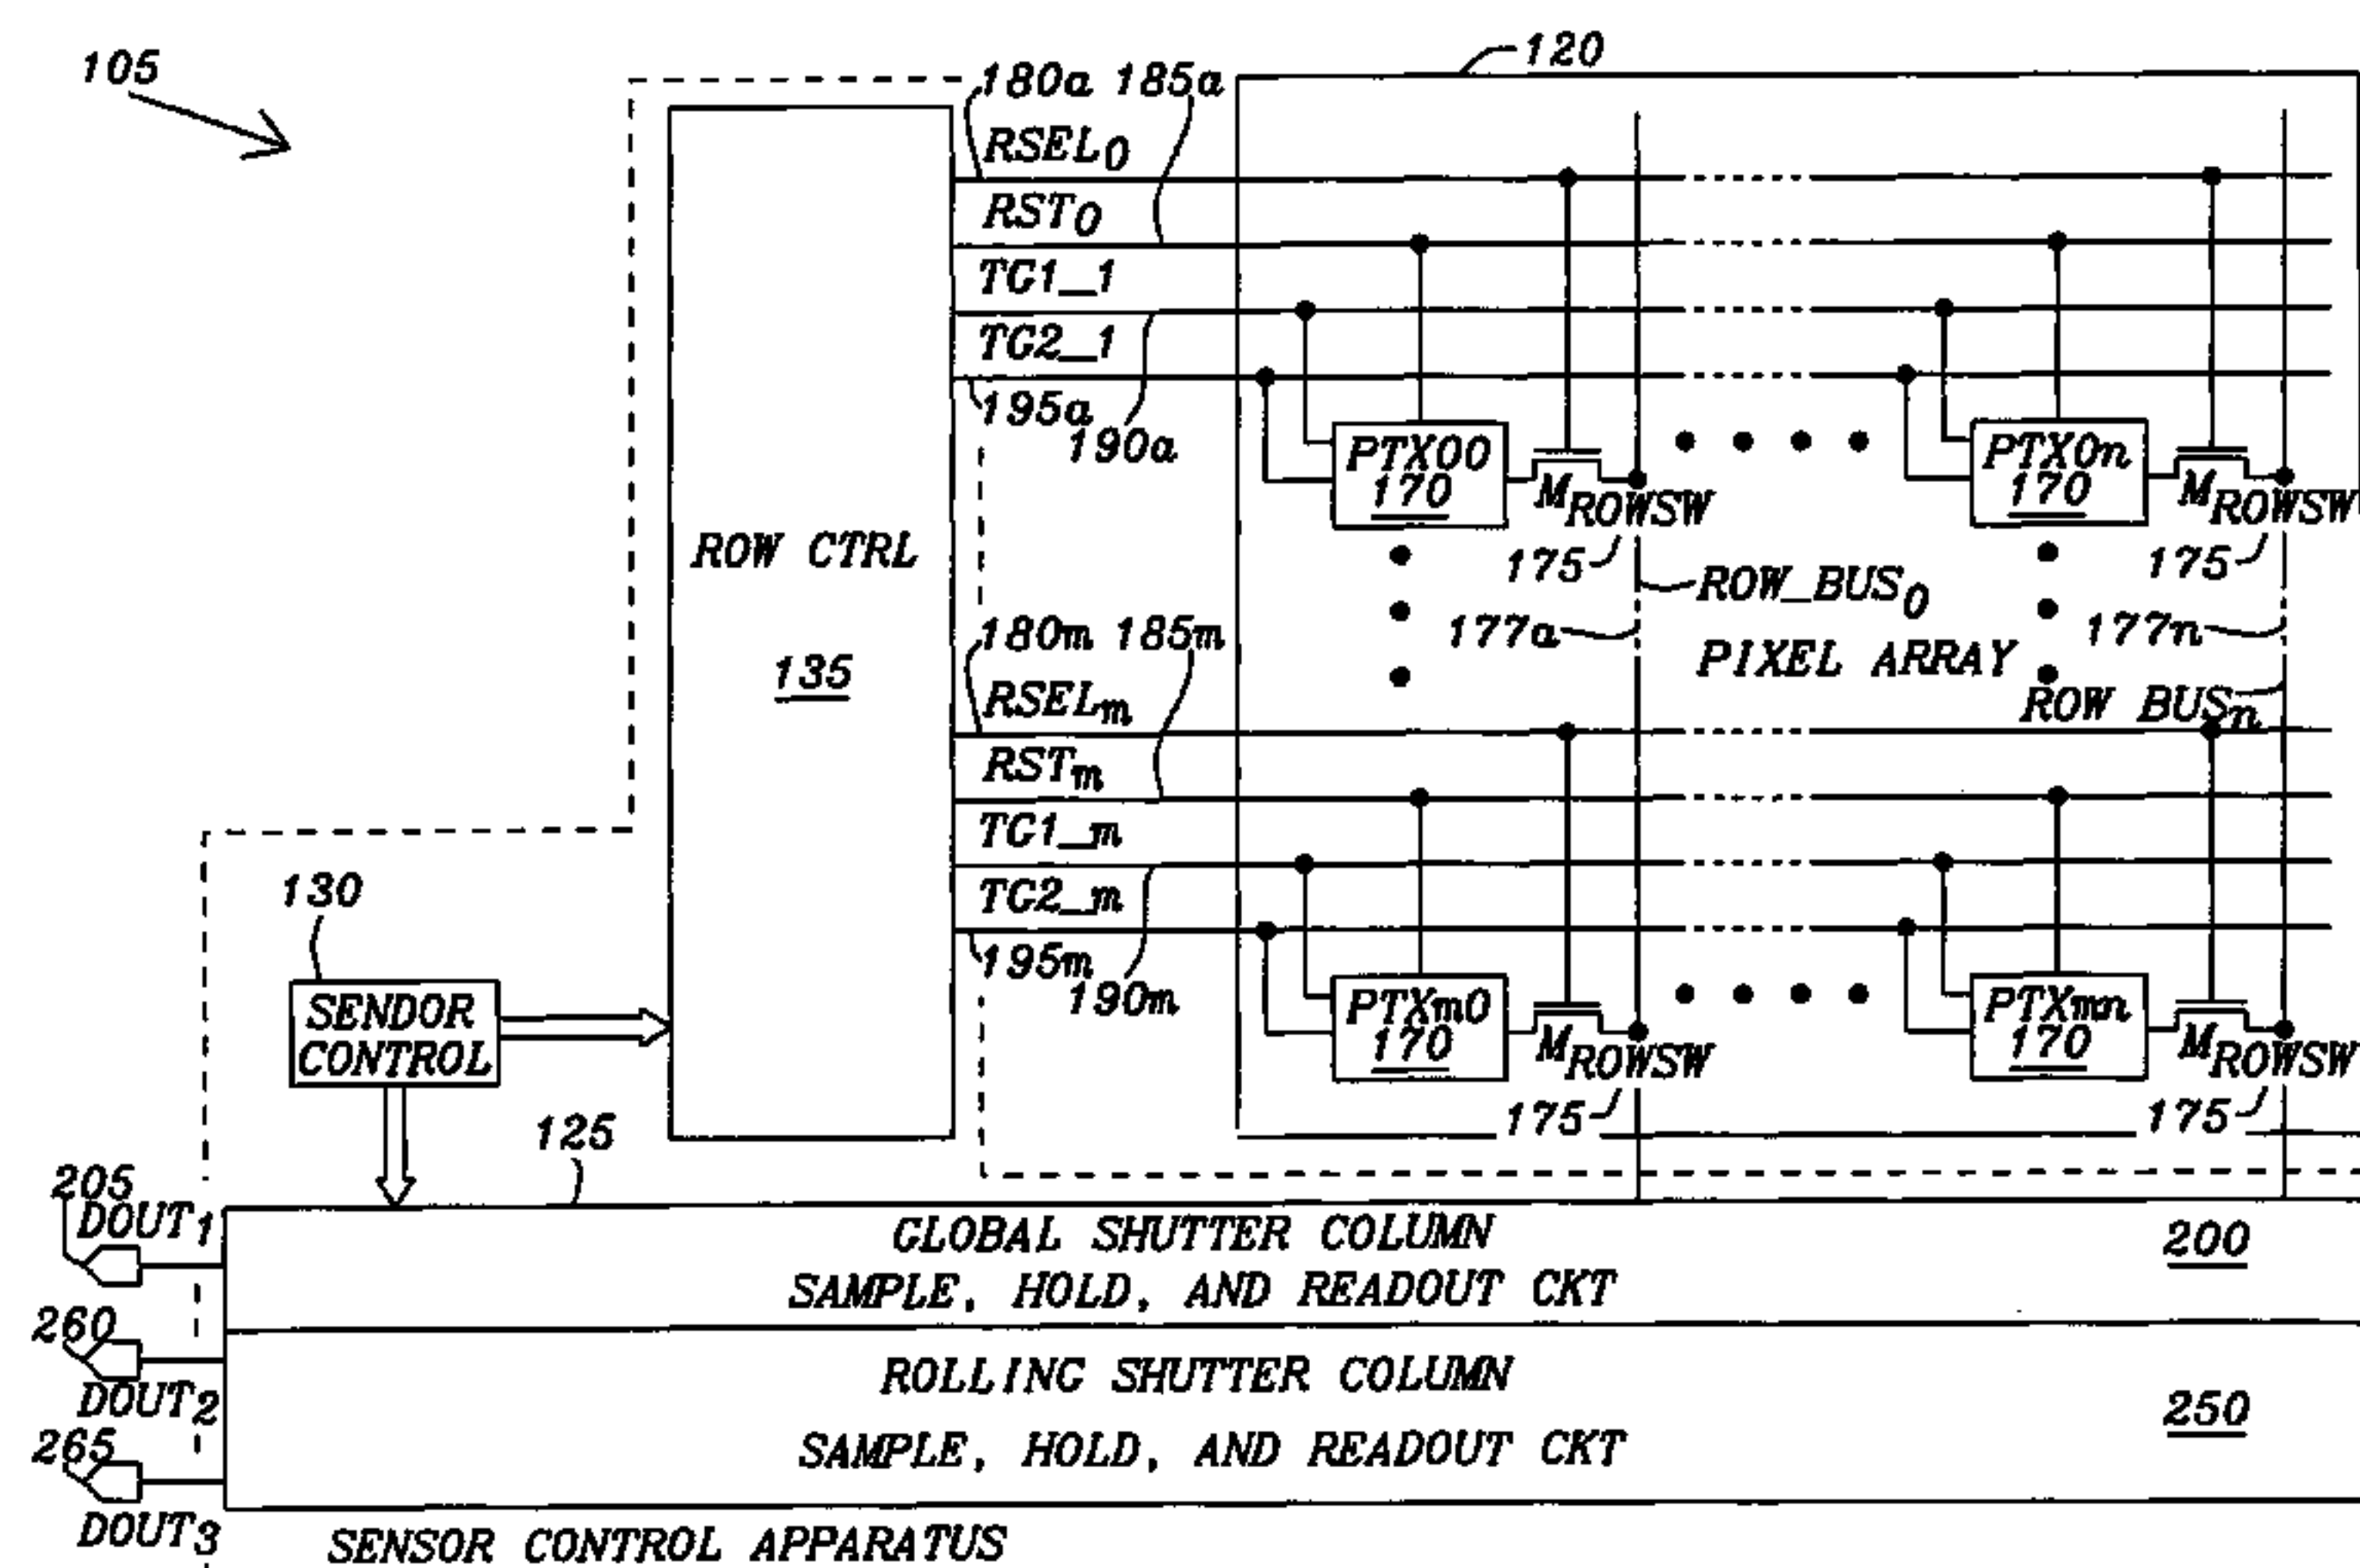 105
120
180a 185a
RSEL0
RST0
TG1_1
TG2_1
195a
190a
PTX00
170
MROWSW
175
PTX0n
170
MROWSW
175
ROW CTRL
135
ROW_BUS0
177a
PIXEL ARRAY
177n
ROW BUSn
180m 185m
RSELm
RSTm
TG1_m
TG2_m
195m
190m
PTXm0
170
MROWSW
175
PTXmn
170
MROWSW
175
130
SENDOR
CONTROL
125
205
DOUT1
GLOBAL SHUTTER COLUMN
SAMPLE, HOLD, AND READOUT CKT
200
260
DOUT2
ROLLING SHUTTER COLUMN
SAMPLE, HOLD, AND READOUT CKT
250
265
DOUT3
SENSOR CONTROL APPARATUS